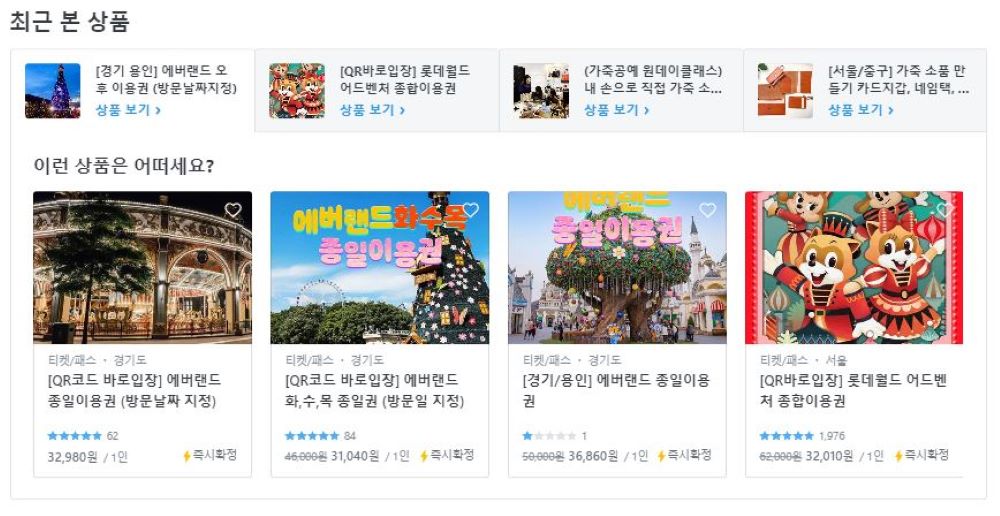 최근 본 상품
[경기 용인] 에버랜드 오
후 이용권 (방문날짜지정)
상품 보기 >
[QR바로입장] 롯데월드
어드벤처 종합이용권
상품 보기 >
(가죽공예 원데이클래스)
내 손으로 직접 가죽 소...
상품 보기 >
[서울/중구] 가죽 소품 만
들기 카드지갑, 네임택, ...
상품 보기 >
이런 상품은 어떠세요?
티켓/패스 · 경기도
[QR코드 바로입장] 에버랜드
종일이용권 (방문날짜 지정)
★★★★★ 62
32,980원 / 1인
즉시확정
에버랜드화수목
종일이용권
티켓/패스 · 경기도
[QR코드 바로입장] 에버랜드
화,수,목 종일권 (방문일 지정)
★★★★★ 84
46,000원 31,040원 / 1인
즉시확정
에버랜드
종일이용권
티켓/패스 · 경기도
[경기/용인] 에버랜드 종일이용
권
★★★★★ 1
50,000원 36,860원 / 1인
즉시확정
티켓/패스 · 서울
[QR바로입장] 롯데월드 어드벤
처 종합이용권
★★★★★ 1,976
62,000원 32,010원 / 1인
즉시확정